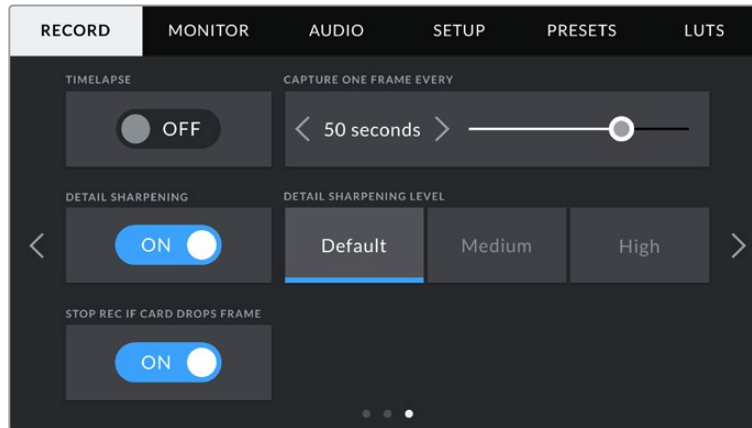 RECORD MONITOR AUDIO SETUP PRESETS LUTS
TIMELAPSE CAPTURE ONE FRAME EVERY
OFF 50 seconds
DETAIL SHARPENING DETAIL SHARPENING LEVEL
ON Default Medium High
STOP REC IF CARD DROPS FRAME
ON